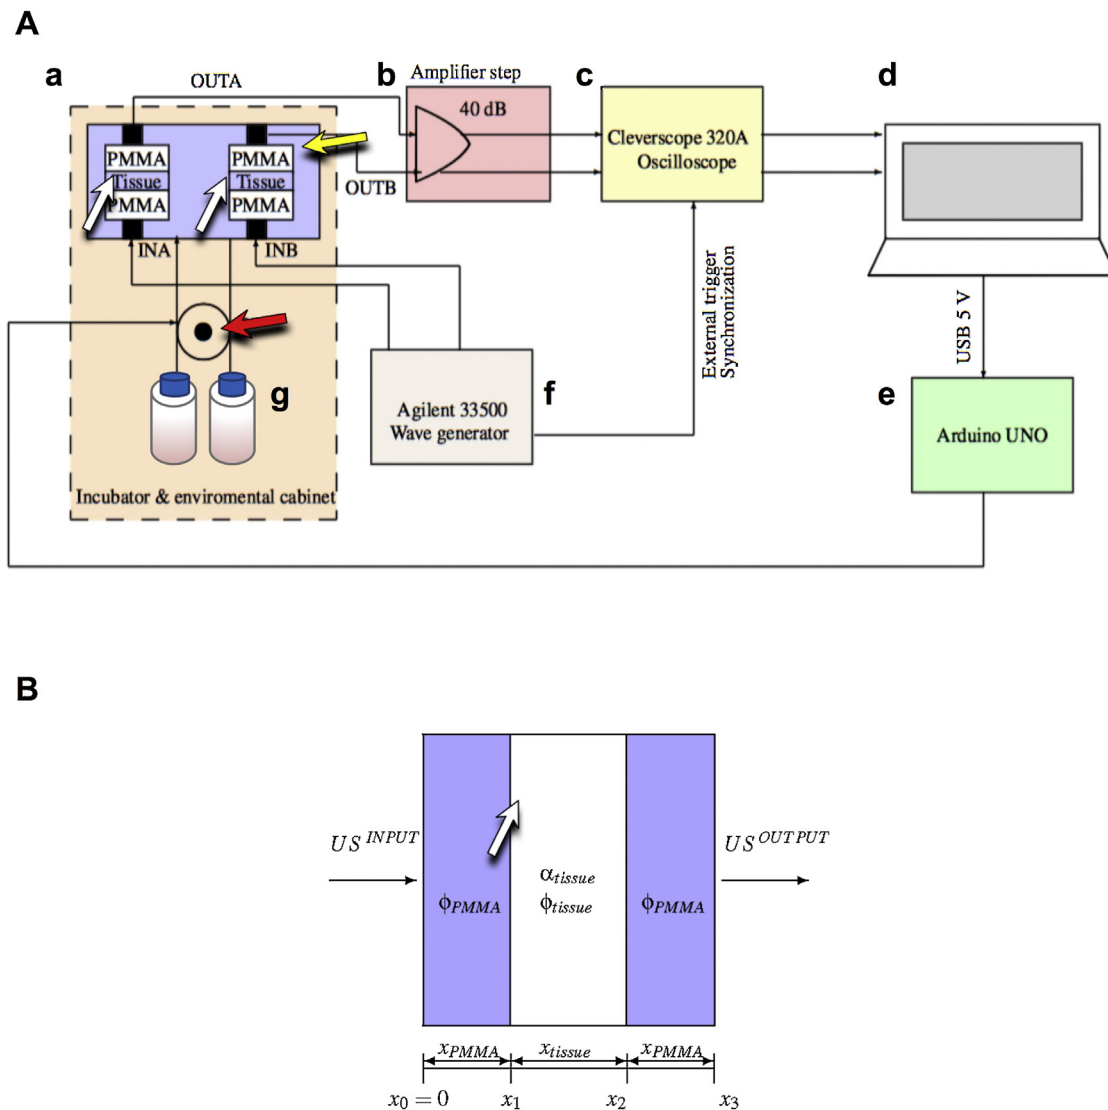 A
a
OUTA
b
Amplifier step
c
d
40 dB
PMMA
PMMA
Cleverscope 320A
Oscilloscope
Tissue
Tissue
OUTB
PMMA
PMMA
INA
INB
External trigger
Synchronization
USB 5 V
g
f
e
Agilent 33500
Wave generator
Arduino UNO
Incubator & enviromental cabinet
B
US^INPUT
US^OUTPUT
α_tissue
ϕ_PMMA
ϕ_tissue
ϕ_PMMA
x_PMMA
x_tissue
x_PMMA
x_0 = 0
x_1
x_2
x_3